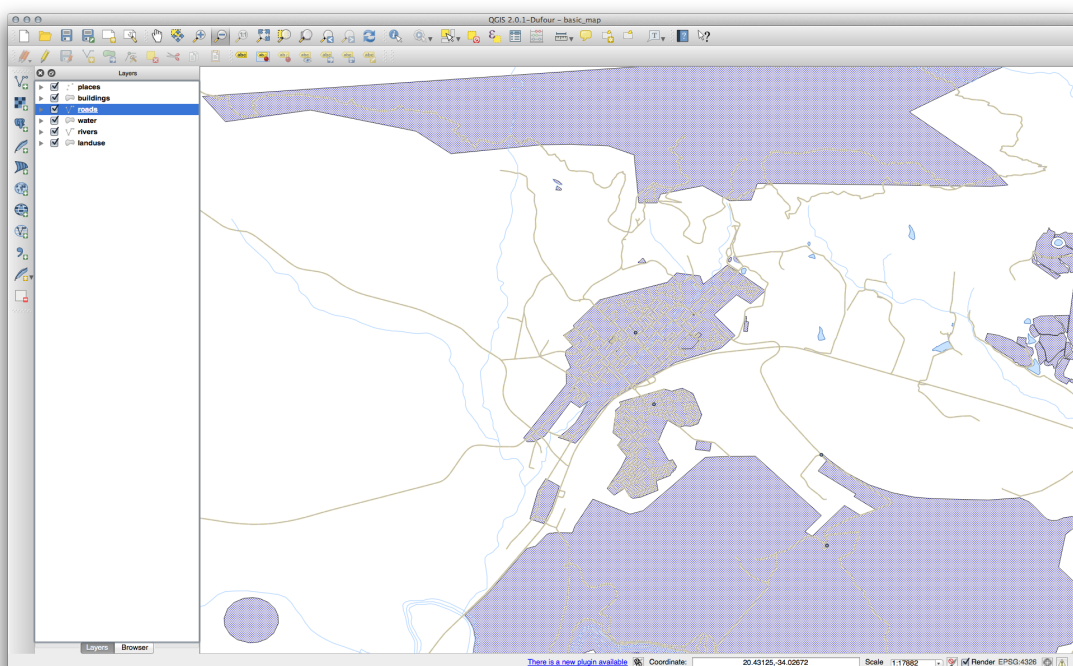 QGIS 2.0.1-Dufour - basic_map
Layers
places
buildings
roads
water
rivers
landuse
Layers Browser
There is a new plugin available Coordinate: 20.43125,-34.02672 Scale 1:17882 Render EPSG:4326